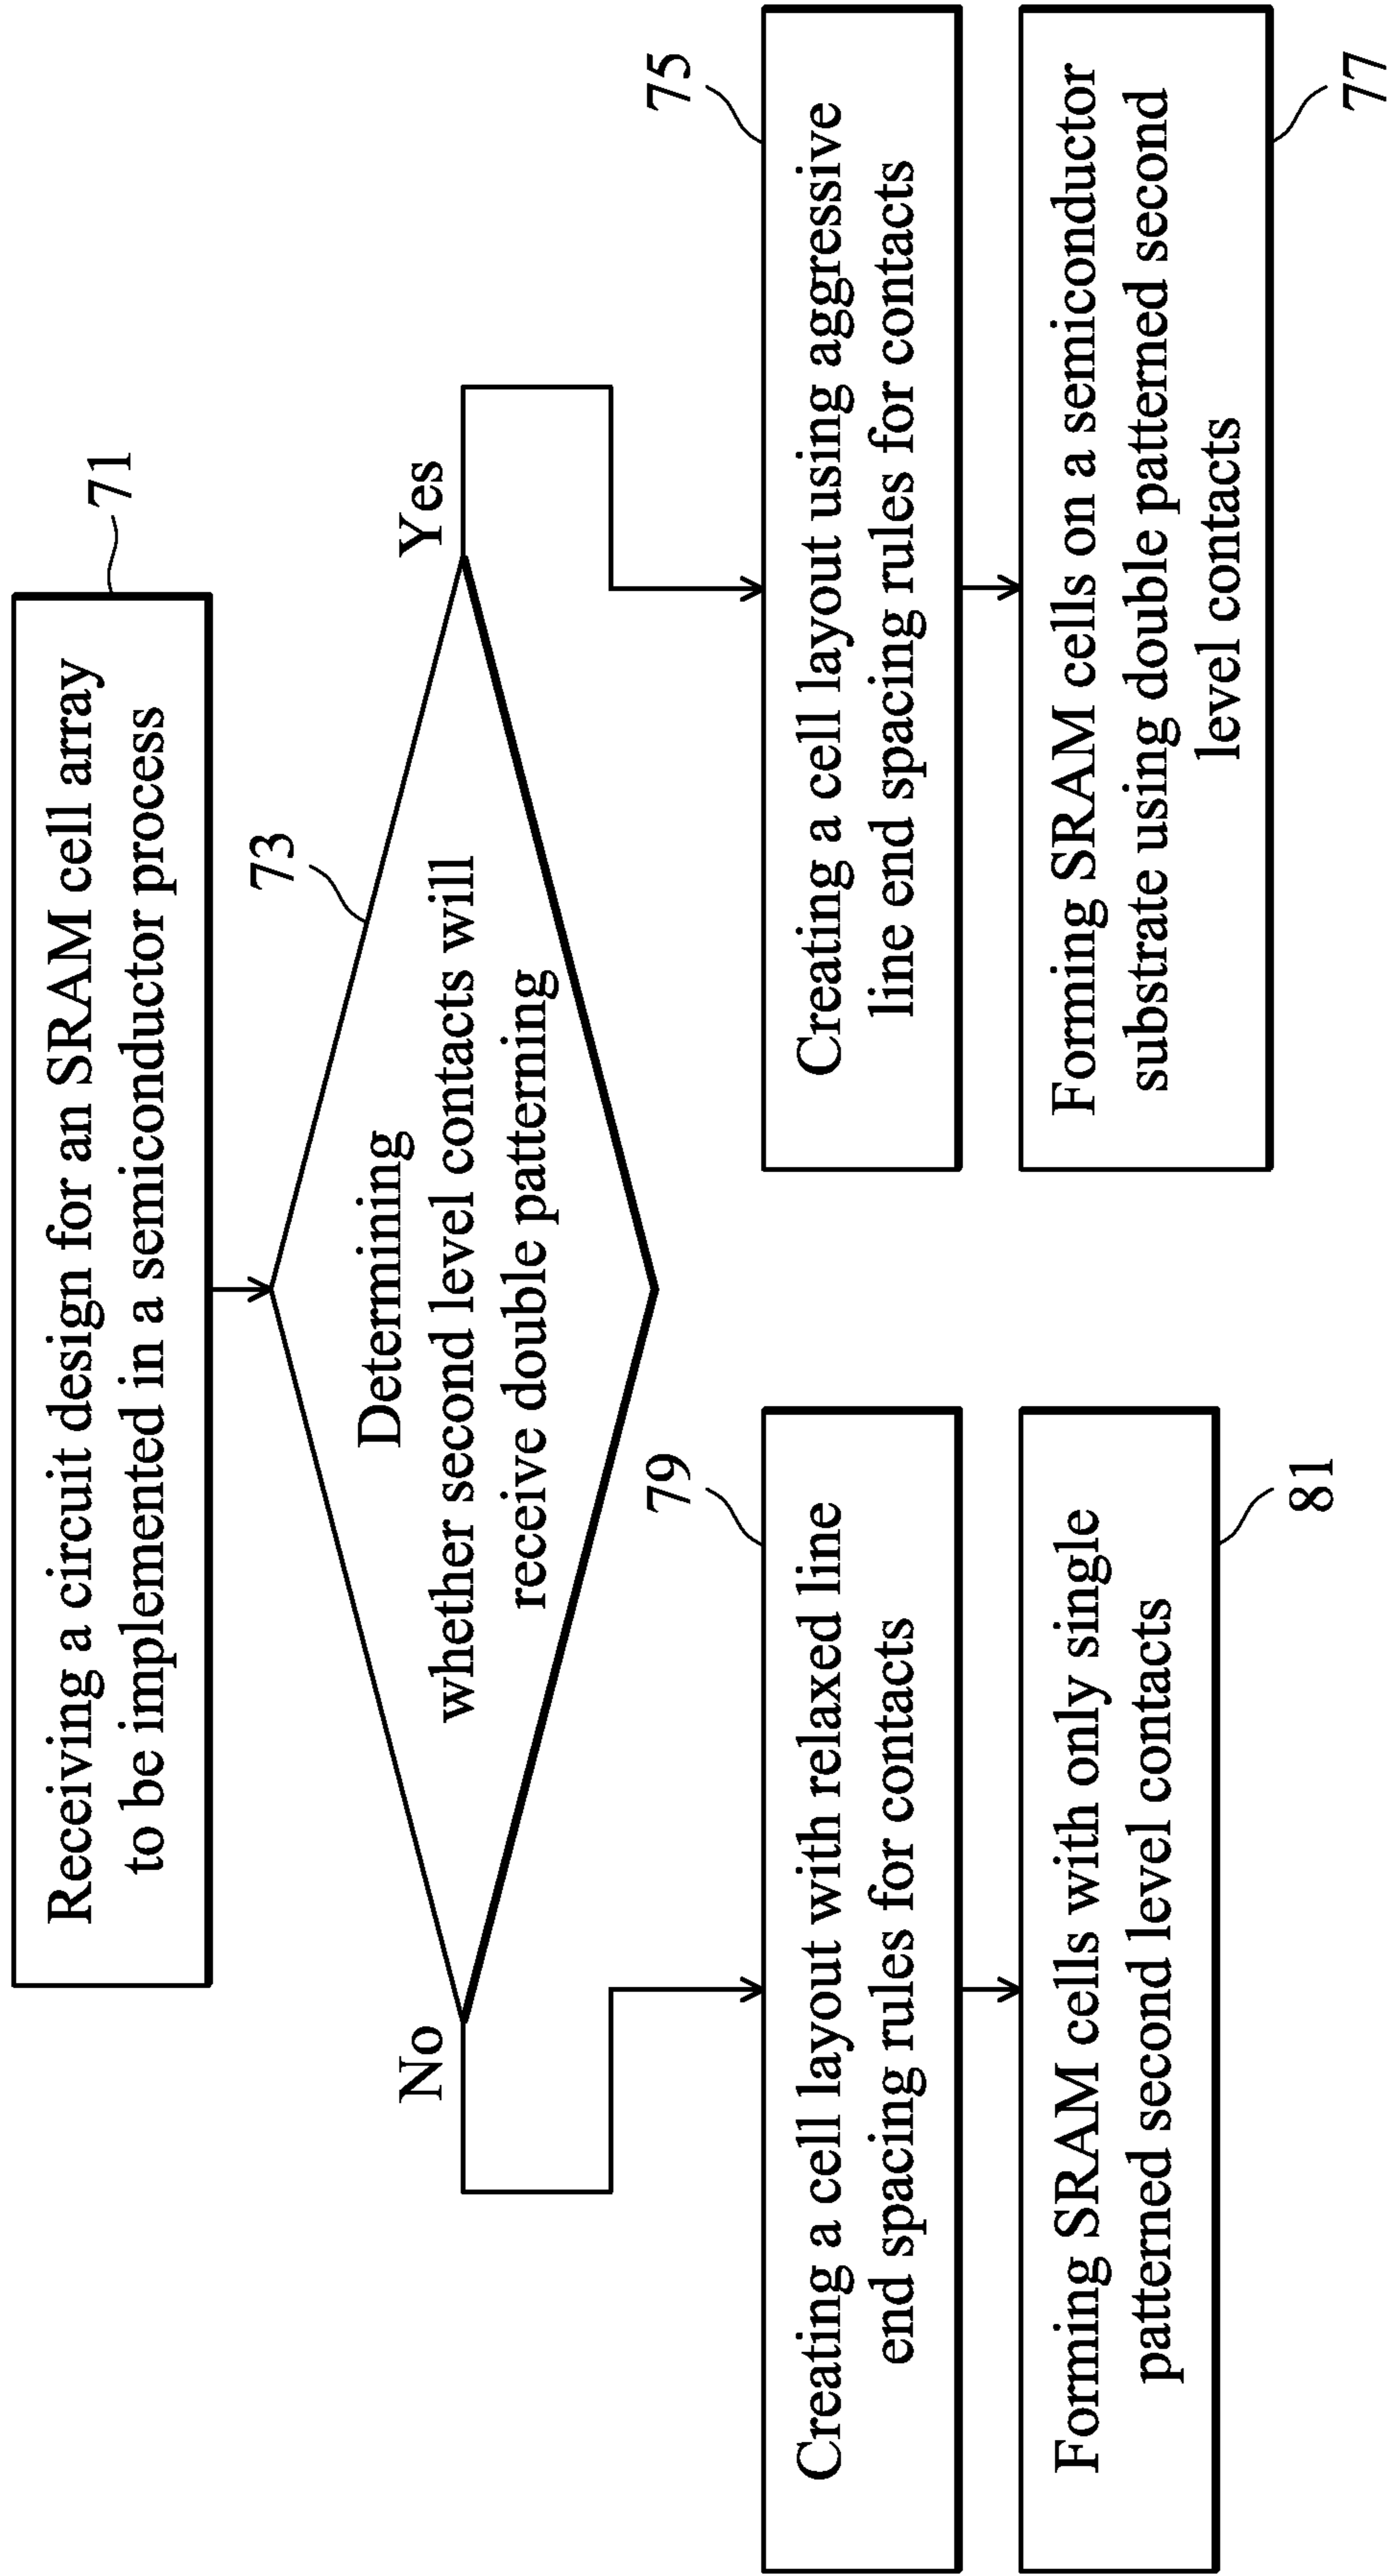 Receiving a circuit design for an SRAM cell array
to be implemented in a semiconductor process
71
73
Determining
whether second level contacts will
receive double patterning
No
Yes
79
Creating a cell layout with relaxed line
end spacing rules for contacts
Forming SRAM cells with only single
patterned second level contacts
81
75
Creating a cell layout using aggressive
line end spacing rules for contacts
Forming SRAM cells on a semiconductor
substrate using double patterned second
level contacts
77